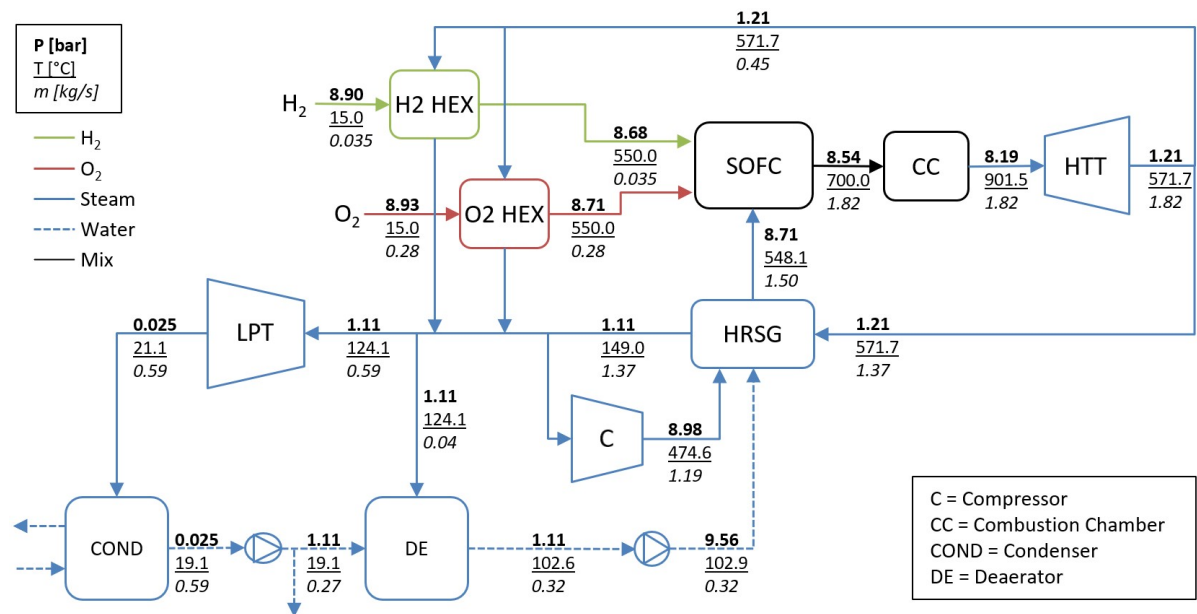 P [bar]
T [°C]
m [kg/s]
H₂
O₂
Steam
Water
Mix
1.21
571.7
0.45
H₂
8.90
15.0
0.035
H2 HEX
8.68
550.0
0.035
O₂
8.93
15.0
0.28
O2 HEX
8.71
550.0
0.28
SOFC
8.54
700.0
1.82
CC
8.19
901.5
1.82
HTT
1.21
571.7
1.82
8.71
548.1
1.50
HRSG
1.21
571.7
1.37
1.11
149.0
1.37
LPT
1.11
124.1
0.59
0.025
21.1
0.59
1.11
124.1
0.04
C
8.98
474.6
1.19
COND
0.025
19.1
0.59
1.11
19.1
0.27
DE
1.11
102.6
0.32
9.56
102.9
0.32
C = Compressor
CC = Combustion Chamber
COND = Condenser
DE = Deaerator